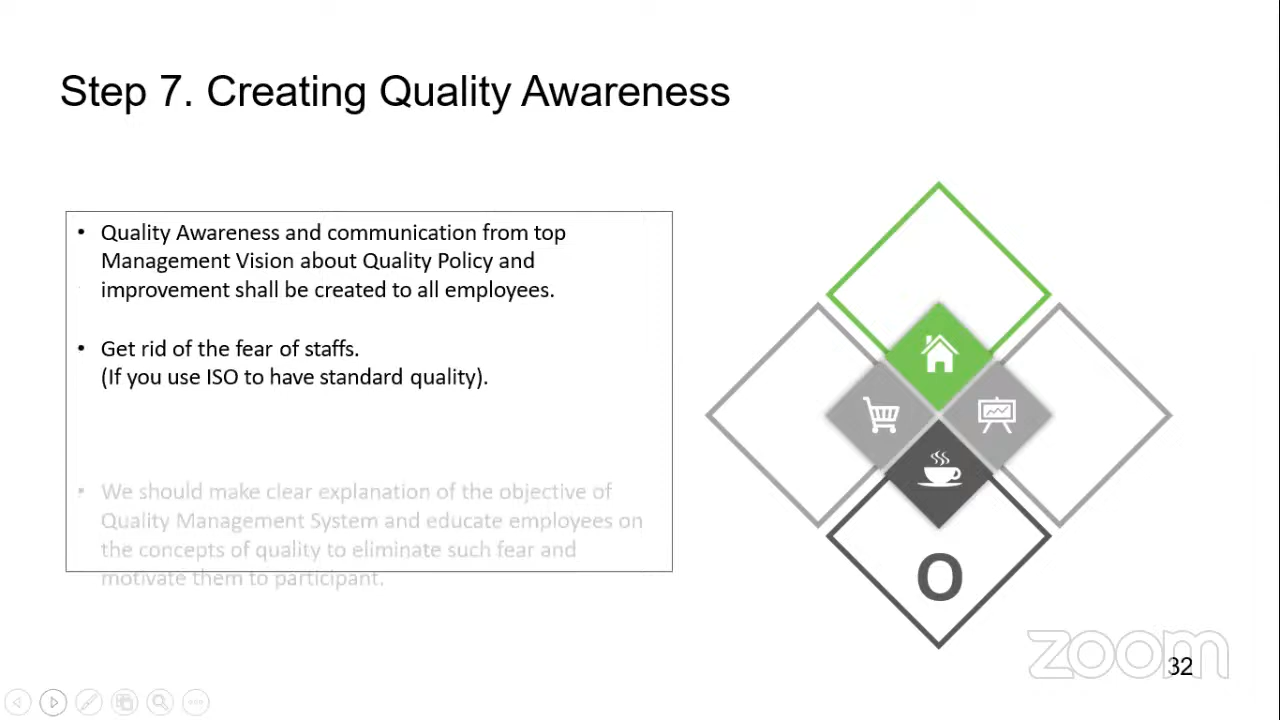 Step 7. Creating Quality Awareness
• Quality Awareness and communication from top
Management Vision about Quality Policy and
improvement shall be created to all employees.
• Get rid of the fear of staffs.
(If you use ISO to have standard quality).
• We should make clear explanation of the objective of
Quality Management System and educate employees on
the concepts of quality to eliminate such fear and
motivate them to participant.
O
zoom
32